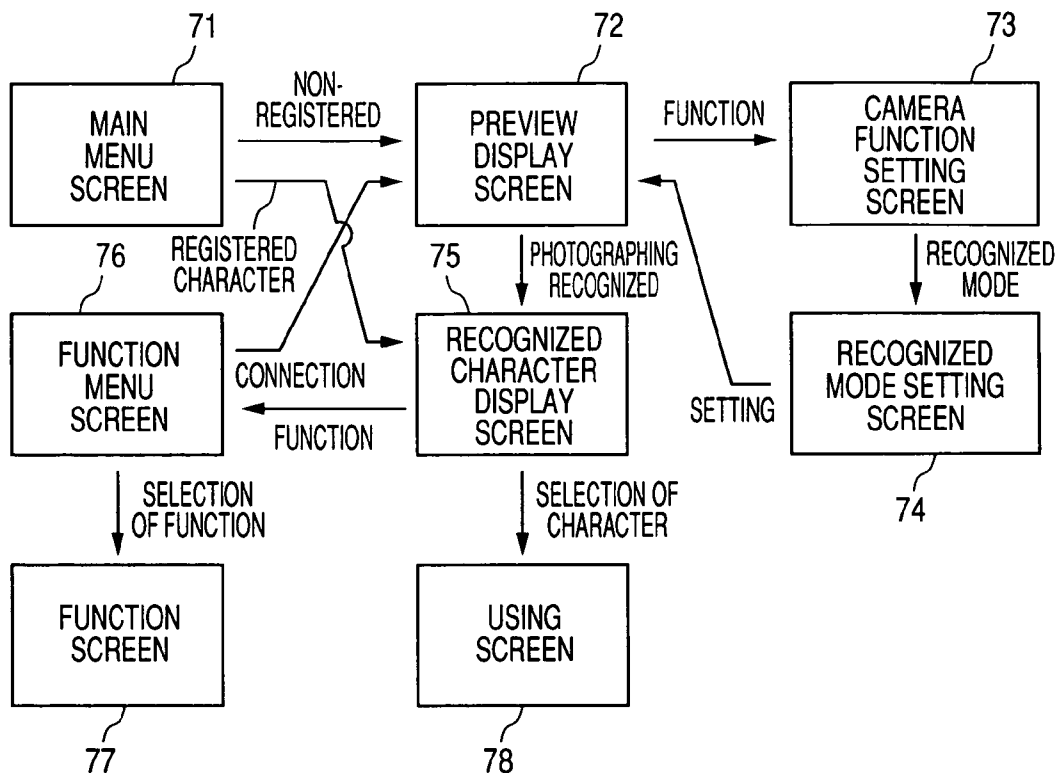 71
72
73
MAIN
MENU
SCREEN
NON-
REGISTERED
PREVIEW
DISPLAY
SCREEN
FUNCTION
CAMERA
FUNCTION
SETTING
SCREEN
REGISTERED
CHARACTER
76
75
PHOTOGRAPHING
RECOGNIZED
RECOGNIZED
MODE
FUNCTION
MENU
SCREEN
CONNECTION
FUNCTION
RECOGNIZED
CHARACTER
DISPLAY
SCREEN
SETTING
RECOGNIZED
MODE SETTING
SCREEN
74
SELECTION
OF FUNCTION
SELECTION OF
CHARACTER
FUNCTION
SCREEN
USING
SCREEN
77
78